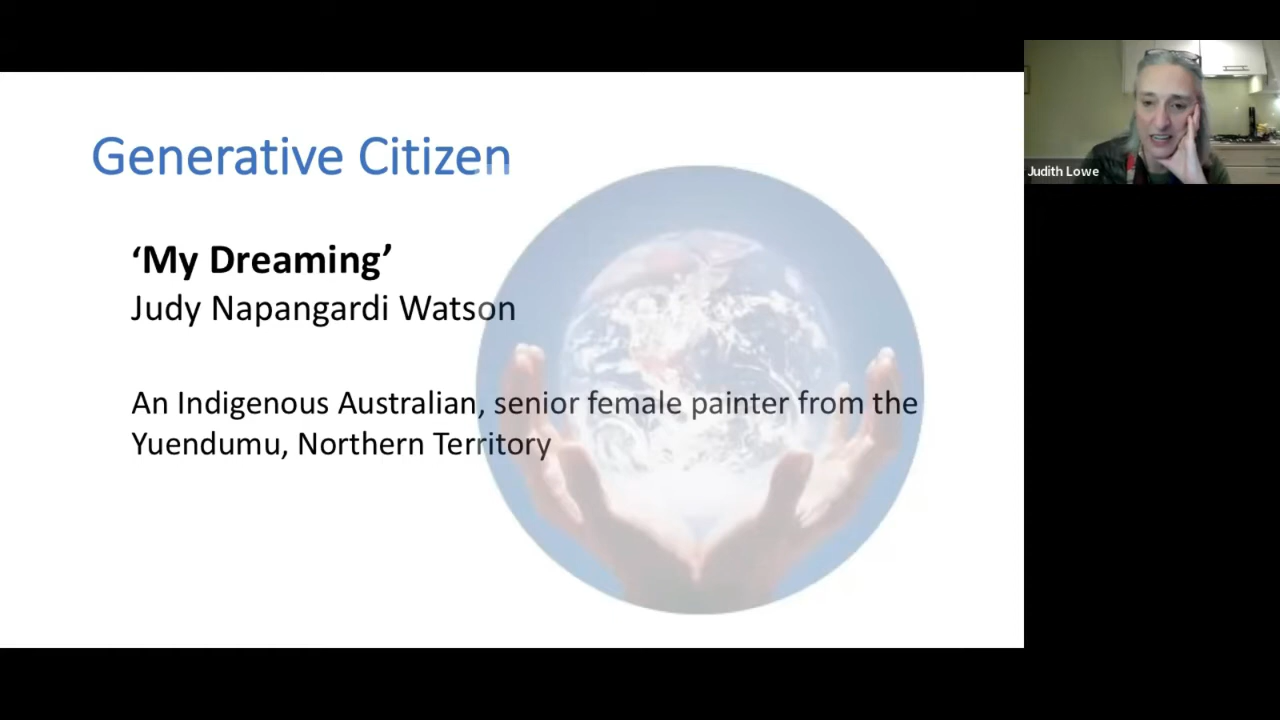 Generative Citizen
‘My Dreaming’
Judy Napangardi Watson
An Indigenous Australian, senior female painter from the
Yuendumu, Northern Territory
Judith Lowe